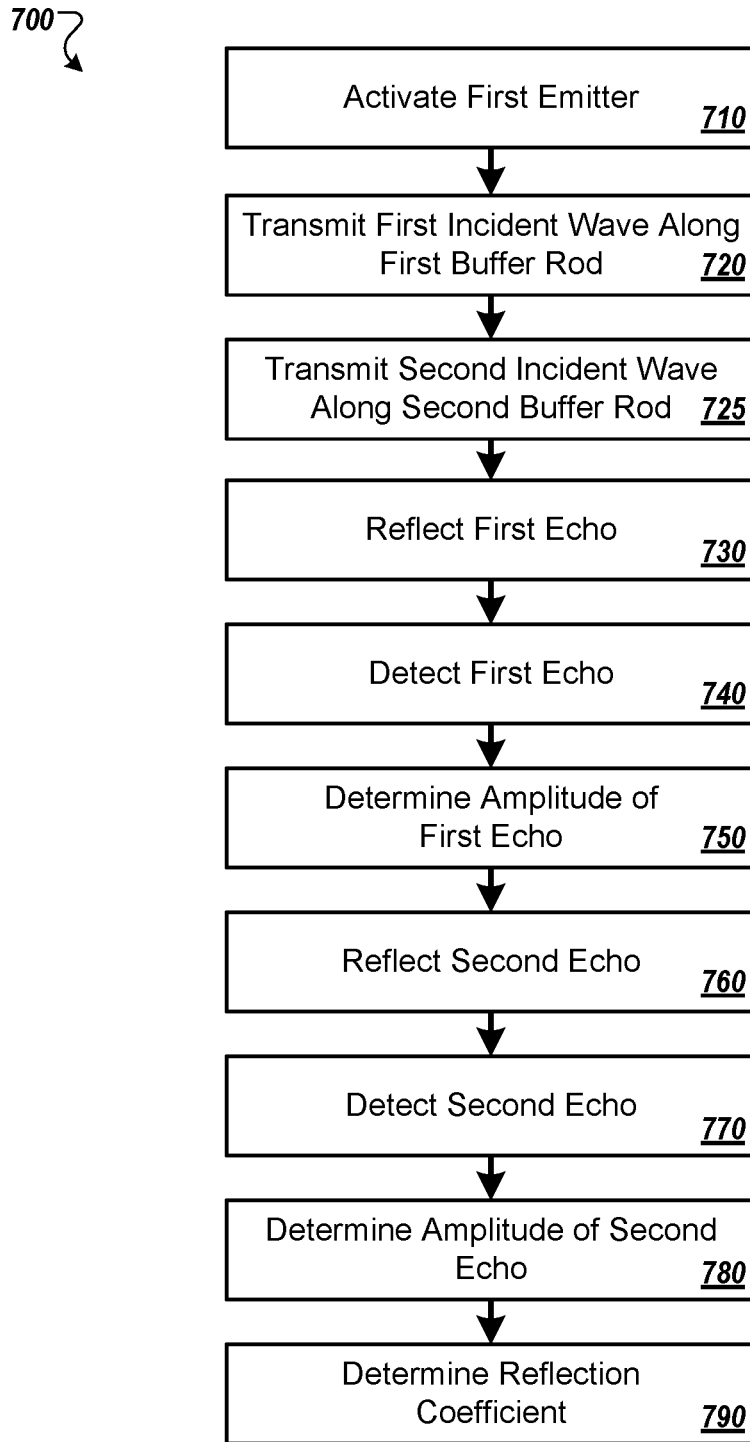 700
Activate First Emitter
710
Transmit First Incident Wave Along
First Buffer Rod
720
Transmit Second Incident Wave
Along Second Buffer Rod
725
Reflect First Echo
730
Detect First Echo
740
Determine Amplitude of
First Echo
750
Reflect Second Echo
760
Detect Second Echo
770
Determine Amplitude of Second
Echo
780
Determine Reflection
Coefficient
790